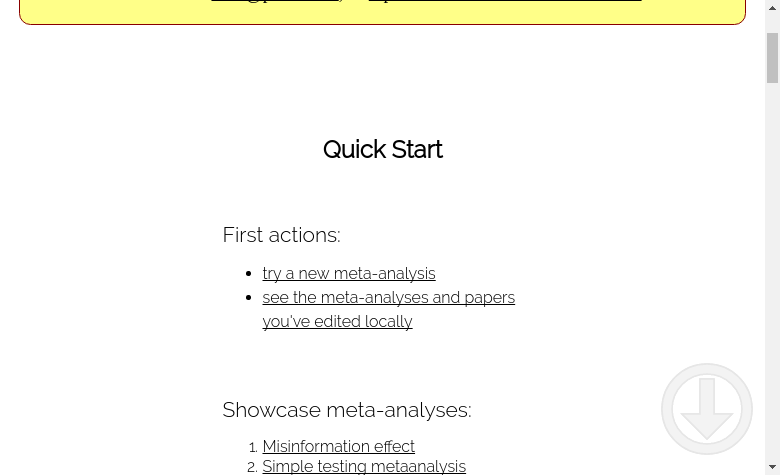 Quick Start
First actions:
try a new meta-analysis
see the meta-analyses and papers
you've edited locally
Showcase meta-analyses:
1. Misinformation effect
2. Simple testing metaanalysis